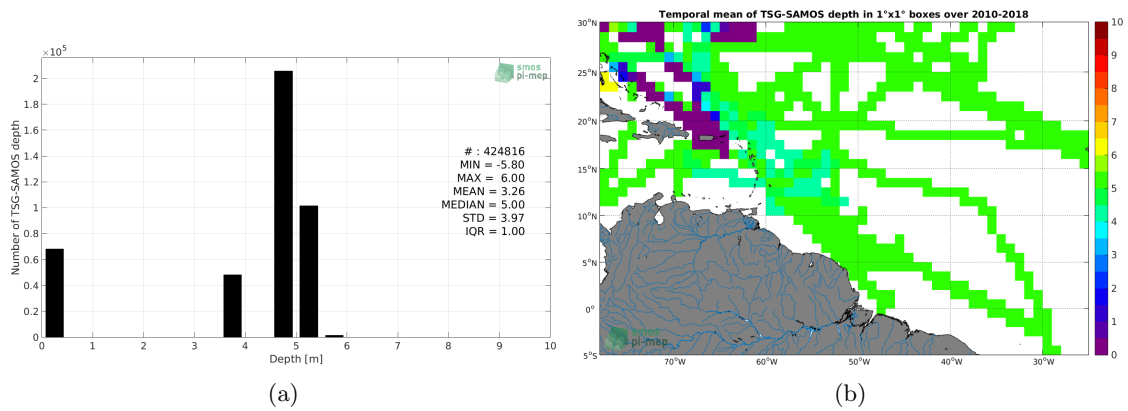 ×10⁵
2
1.8
1.6
1.4
1.2
1
0.8
0.6
0.4
0.2
0
Number of TSG-SAMOS depth
smos
pi-mep
# : 424816
MIN = -5.80
MAX = 6.00
MEAN = 3.26
MEDIAN = 5.00
STD = 3.97
IQR = 1.00
0 1 2 3 4 5 6 7 8 9 10
Depth [m]
(a)
Temporal mean of TSG-SAMOS depth in 1°x1° boxes over 2010-2018
30°N
25°N
20°N
15°N
10°N
5°N
0°
5°S
smos
pi-mep
70°W 60°W 50°W 40°W 30°W
10
9
8
7
6
5
4
3
2
1
0
(b)